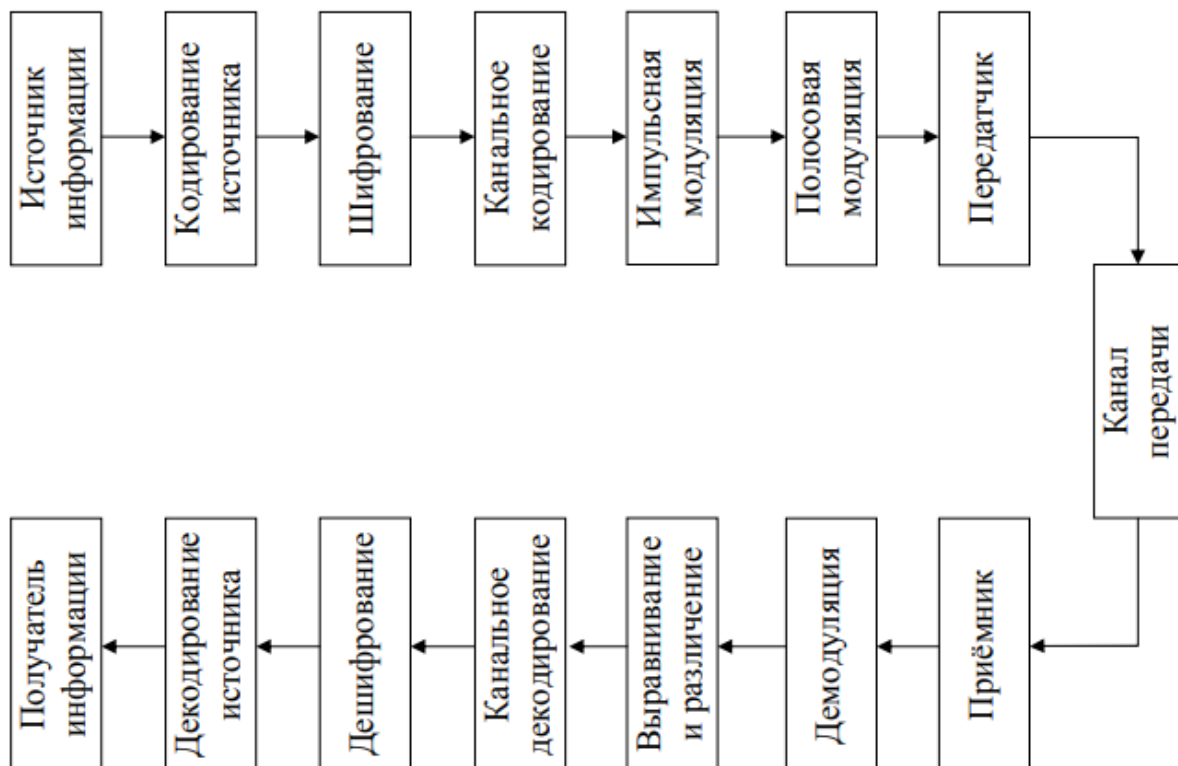 Источник
информации
Кодирование
источника
Шифрование
Канальное
кодирование
Импульсная
модуляция
Полосовая
модуляция
Передатчик
Канал
передачи
Приёмник
Демодуляция
Выравнивание
и различение
Канальное
декодирование
Дешифрование
Декодирование
источника
Получатель
информации